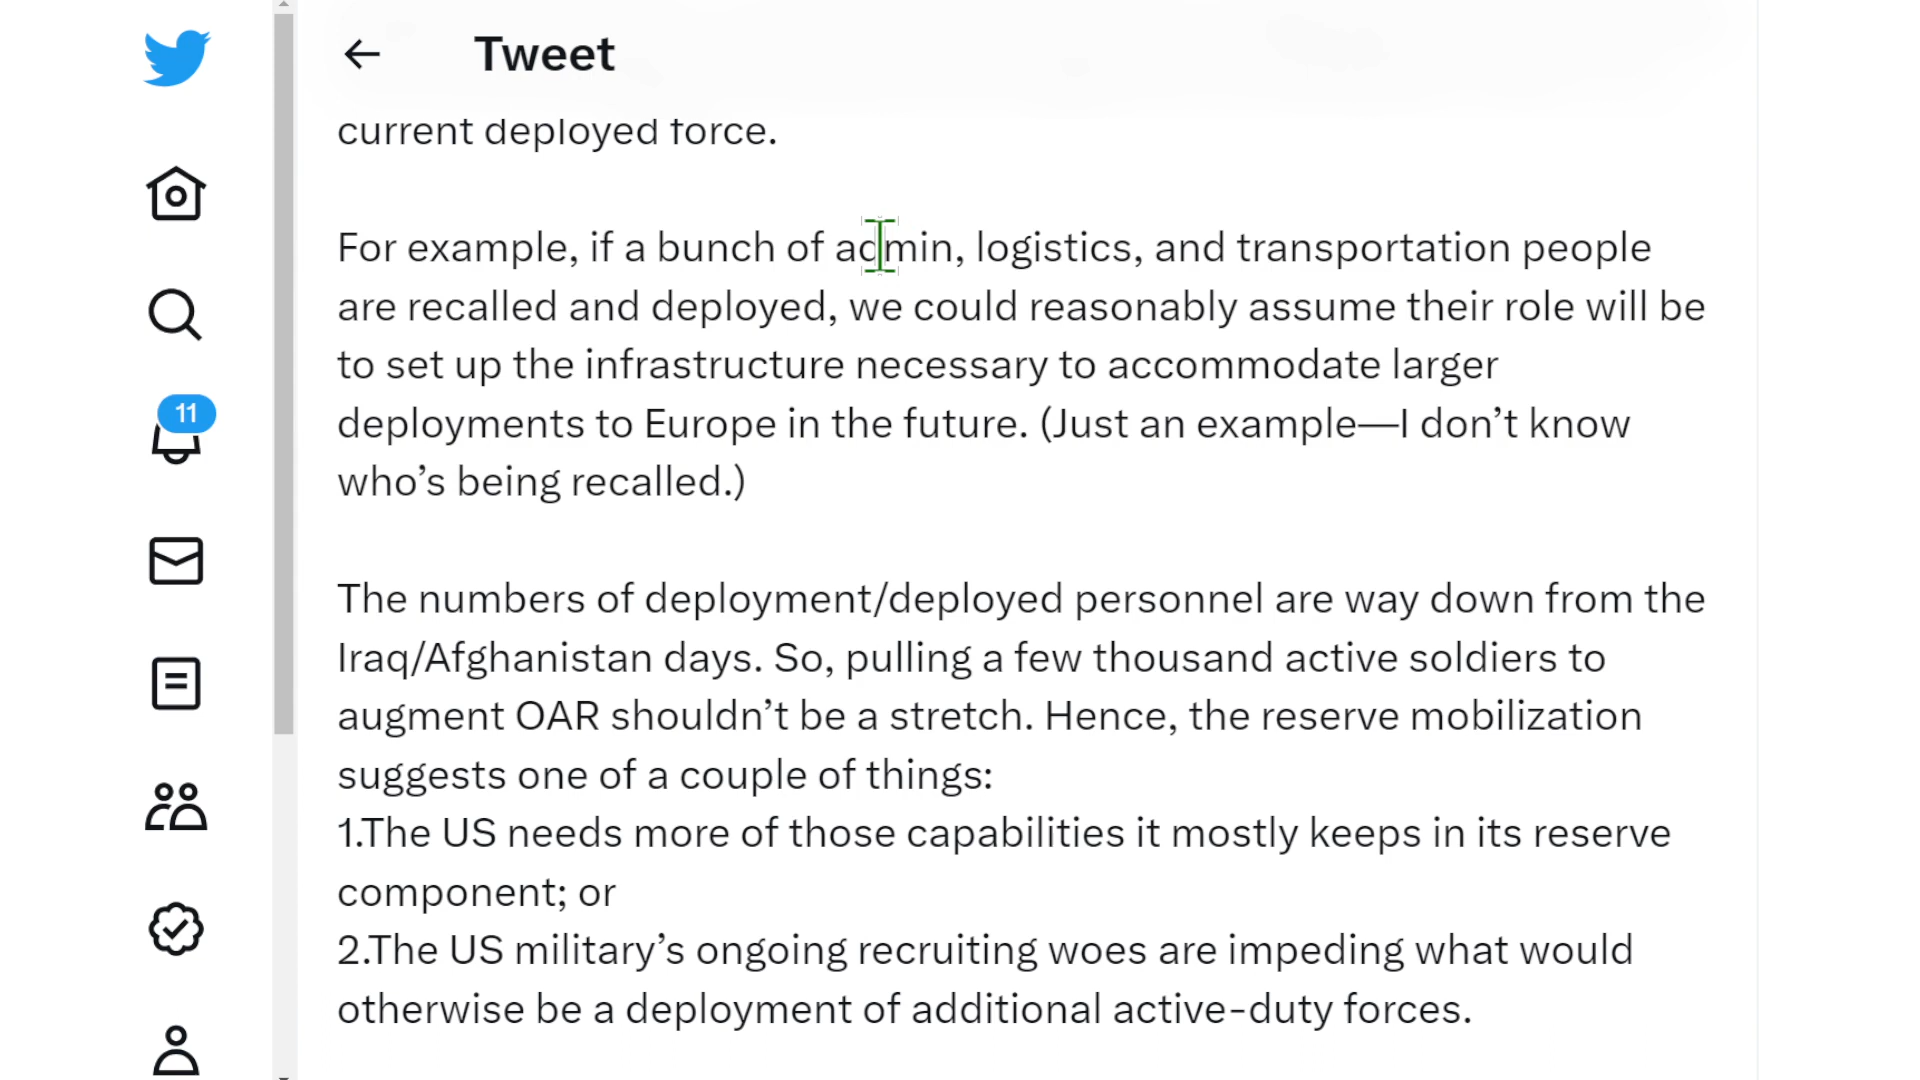 Tweet
current deployed force.
For example, if a bunch of admin, logistics, and transportation people
are recalled and deployed, we could reasonably assume their role will be
to set up the infrastructure necessary to accommodate larger
deployments to Europe in the future. (Just an example—I don’t know
who’s being recalled.)
The numbers of deployment/deployed personnel are way down from the
Iraq/Afghanistan days. So, pulling a few thousand active soldiers to
augment OAR shouldn’t be a stretch. Hence, the reserve mobilization
suggests one of a couple of things:
1.The US needs more of those capabilities it mostly keeps in its reserve
component; or
2.The US military’s ongoing recruiting woes are impeding what would
otherwise be a deployment of additional active-duty forces.
11